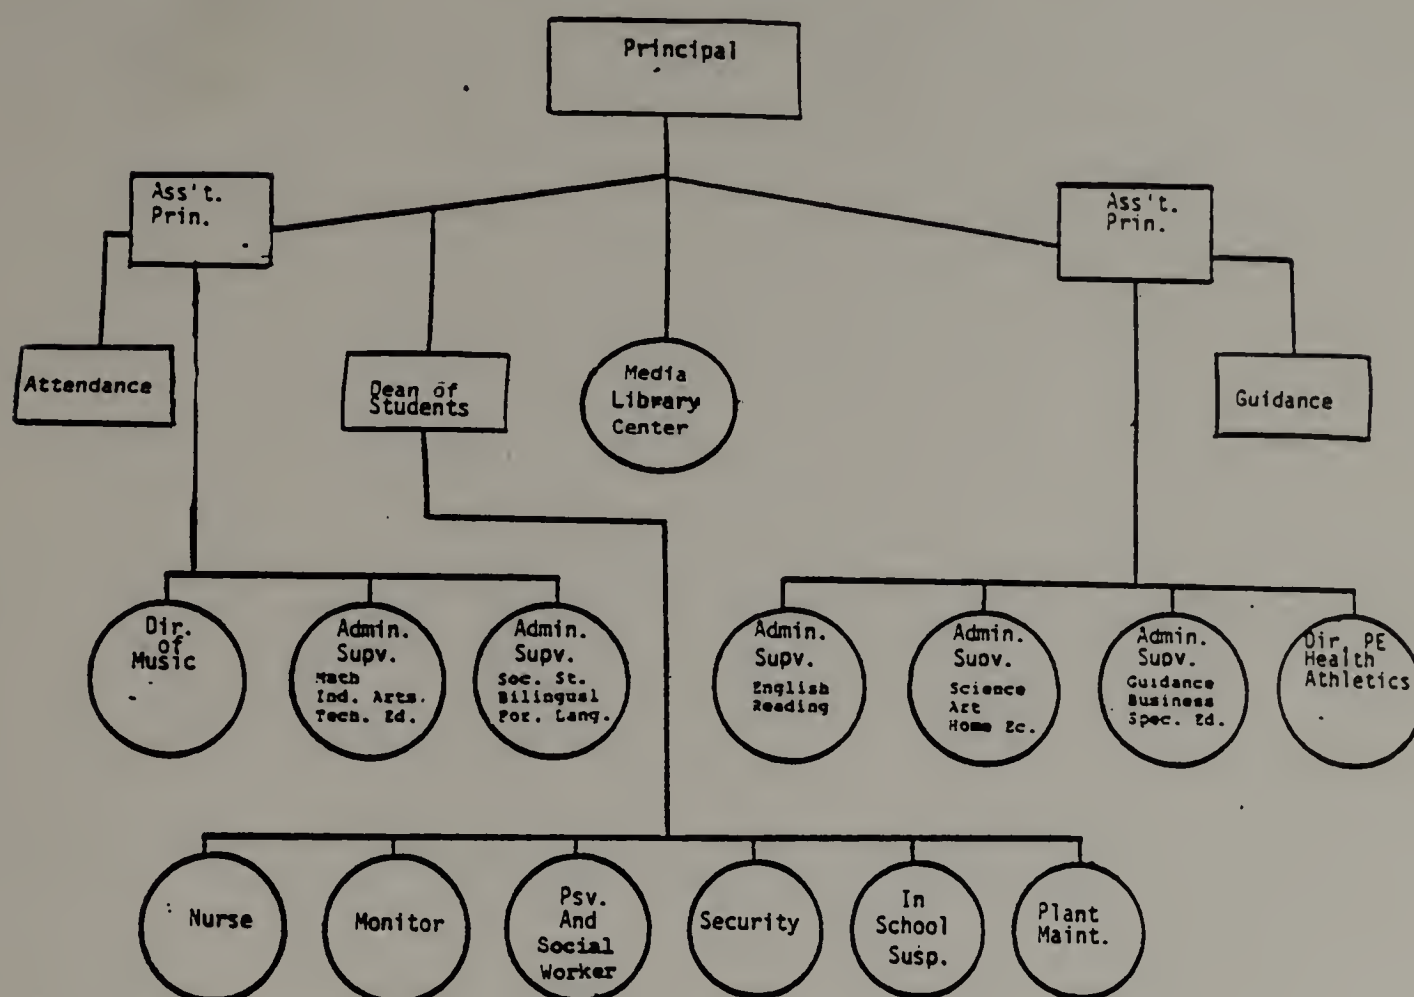 Principal
Ass't.
Prin.
Ass't.
Prin.
Attendance
Dean of
Students
Media
Library
Center
Guidance
Dir.
of
Music
Admin.
Supv.
Math
Ind. Arts.
Tech. Ed.
Admin.
Supv.
Soc. St.
Bilingual
For. Lang.
Admin.
Supv.
English
Reading
Admin.
Supv.
Science
Art
Home Ec.
Admin.
Supv.
Guidance
Business
Spec. Ed.
Dir. PE
Health
Athletics
Nurse
Monitor
Psy.
And
Social
Worker
Security
In
School
Susp.
Plant
Maint.